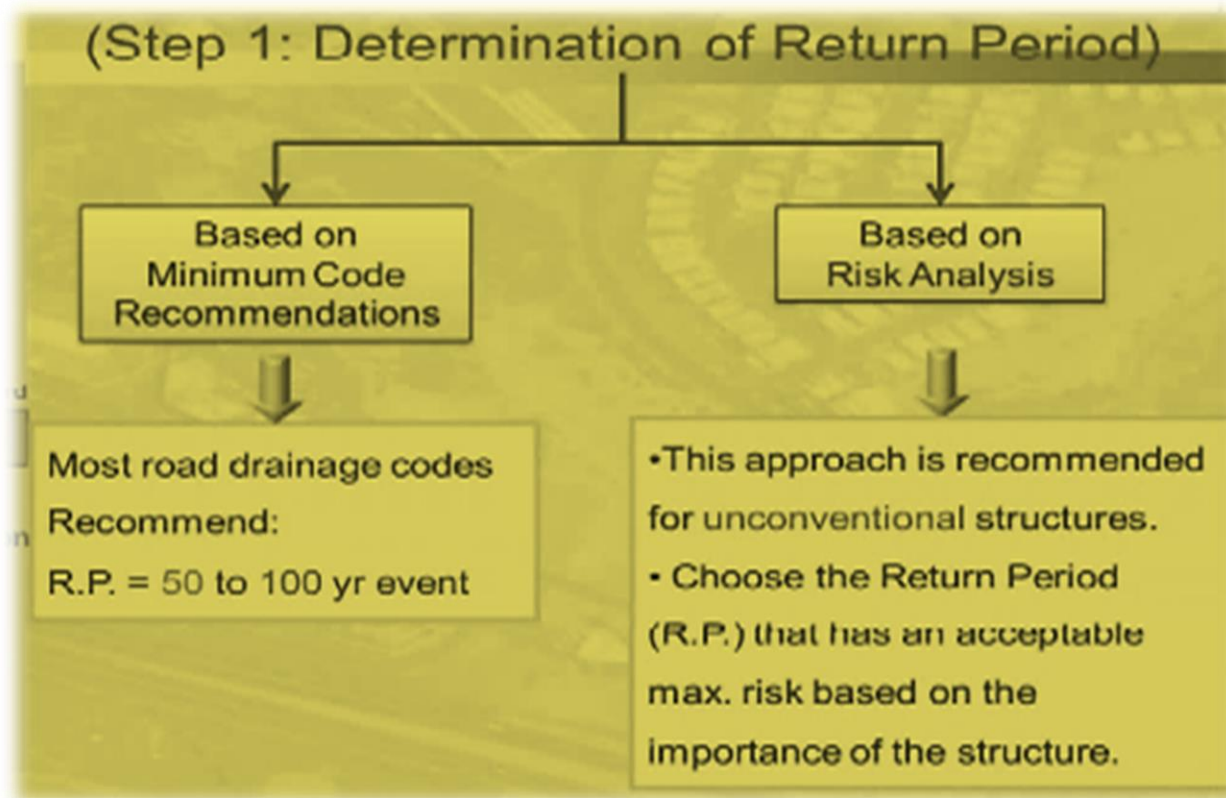 (Step 1: Determination of Return Period)
Based on
Minimum Code
Recommendations
Based on
Risk Analysis
Most road drainage codes
Recommend:
R.P. = 50 to 100 yr event
•This approach is recommended
for unconventional structures.
• Choose the Return Period
(R.P.) that has an acceptable
max. risk based on the
importance of the structure.